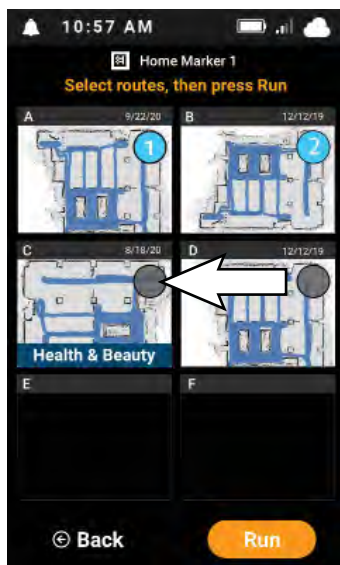 10:57 AM
Home Marker 1
Select routes, then press Run
A 9/22/20 B 12/12/19
1 2
C 8/18/20 D 12/12/19
Health & Beauty
E F
Back Run